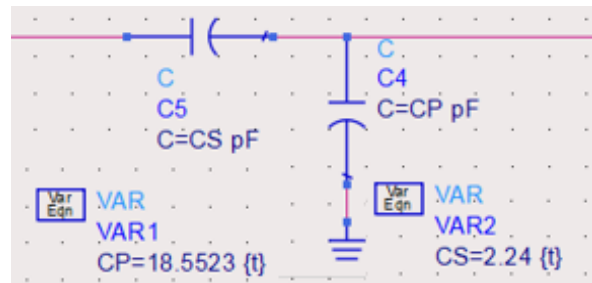 C
C5
C=CS pF
C
C4
C=CP pF
Var
Eqn
VAR
VAR1
CP=18.5523 {t}
Var
Eqn
VAR
VAR2
CS=2.24 {t}